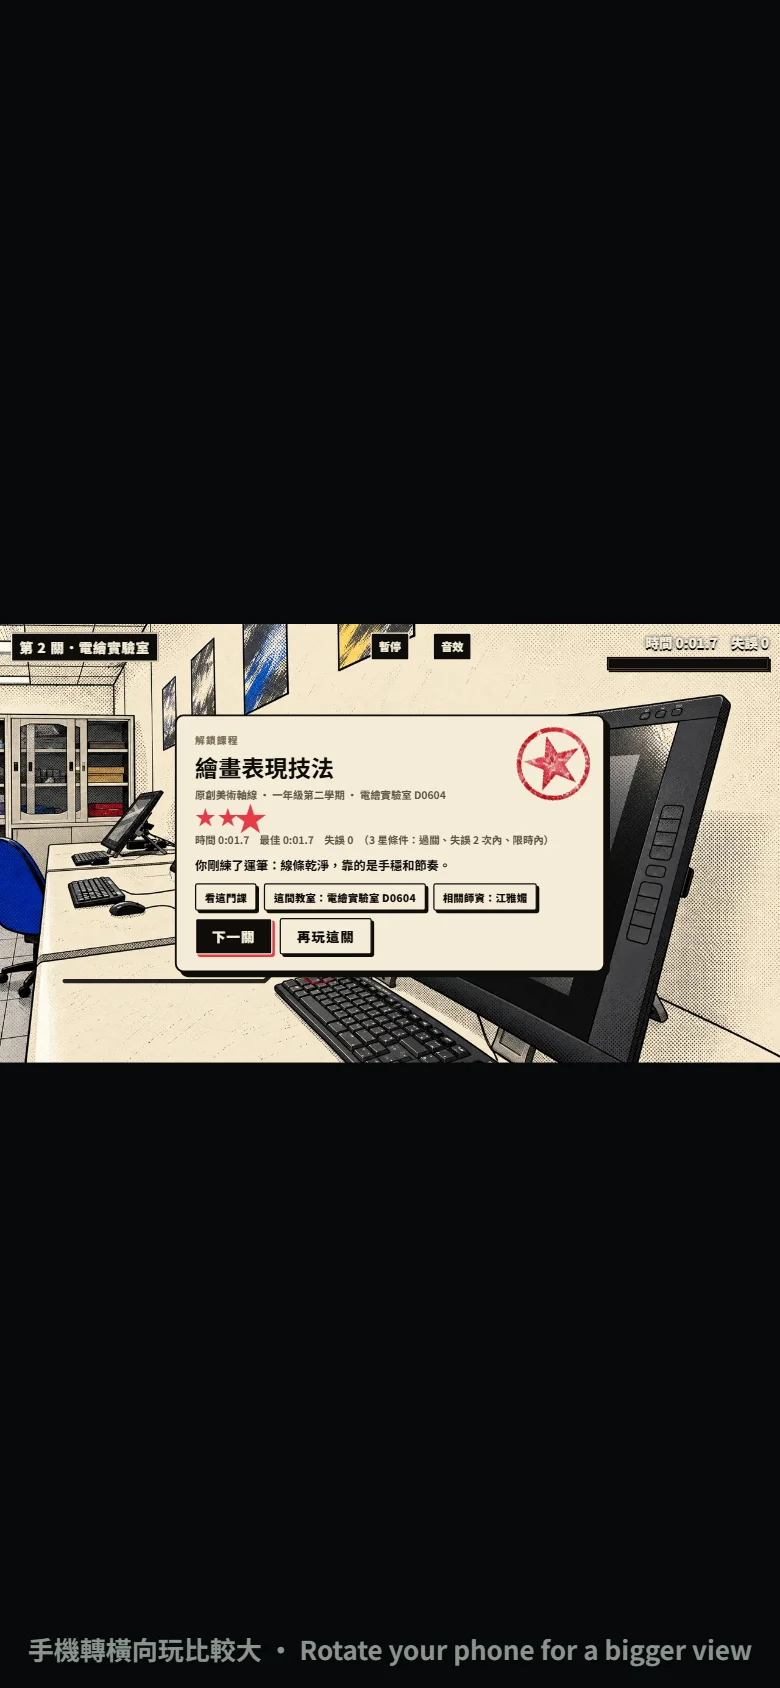 第 2 關・電繪實驗室
暫停
音效
時間 0:01.7 失誤 0
解鎖課程
繪畫表現技法
原創美術軸線・一年級第二學期・電繪實驗室 D0604
時間 0:01.7 最佳 0:01.7 失誤 0 (3 星條件:過關、失誤 2 次內、限時內)
你剛練了運筆:線條乾淨,靠的是手穩和節奏。
看這門課
這間教室:電繪實驗室 D0604
相關師資:江雅媚
下一關
再玩這關
手機轉橫向玩比較大・Rotate your phone for a bigger view